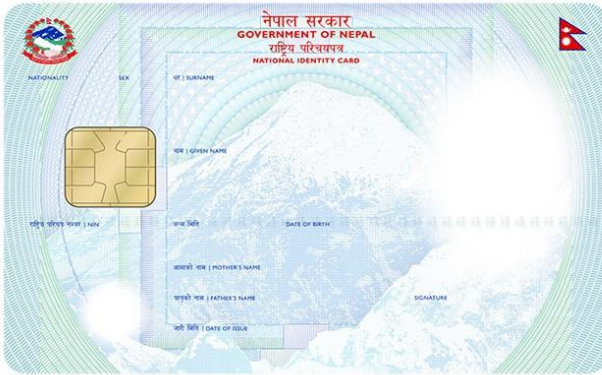 नेपाल सरकार
GOVERNMENT OF NEPAL
राष्ट्रिय परिचयपत्र
NATIONAL IDENTITY CARD
NATIONALITY SEX थर | SURNAME
नाम | GIVEN NAME
राष्ट्रिय परिचय नम्बर | NIN जन्म मिति DATE OF BIRTH
आमाको नाम | MOTHER'S NAME
बाबुको नाम | FATHER'S NAME SIGNATURE
जारी मिति | DATE OF ISSUE